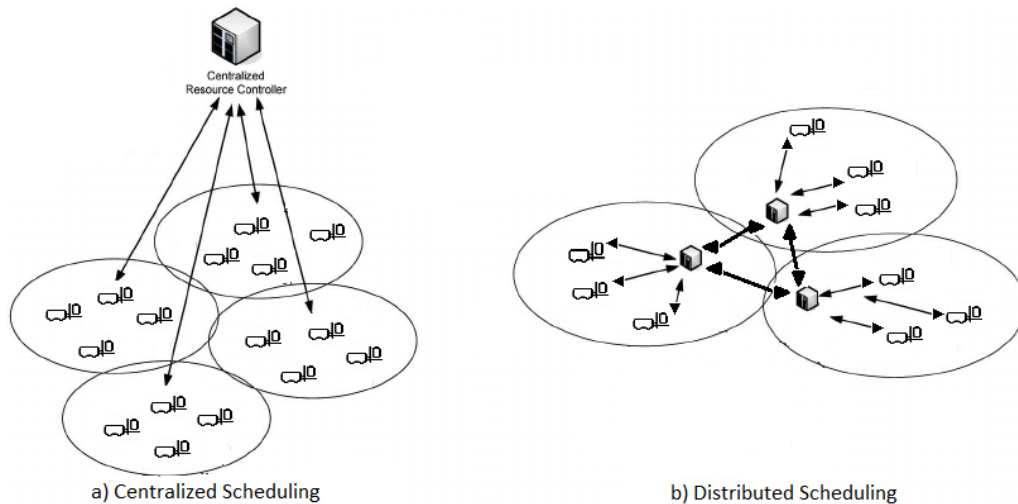 Centralized
Resource Controller
a) Centralized Scheduling
b) Distributed Scheduling